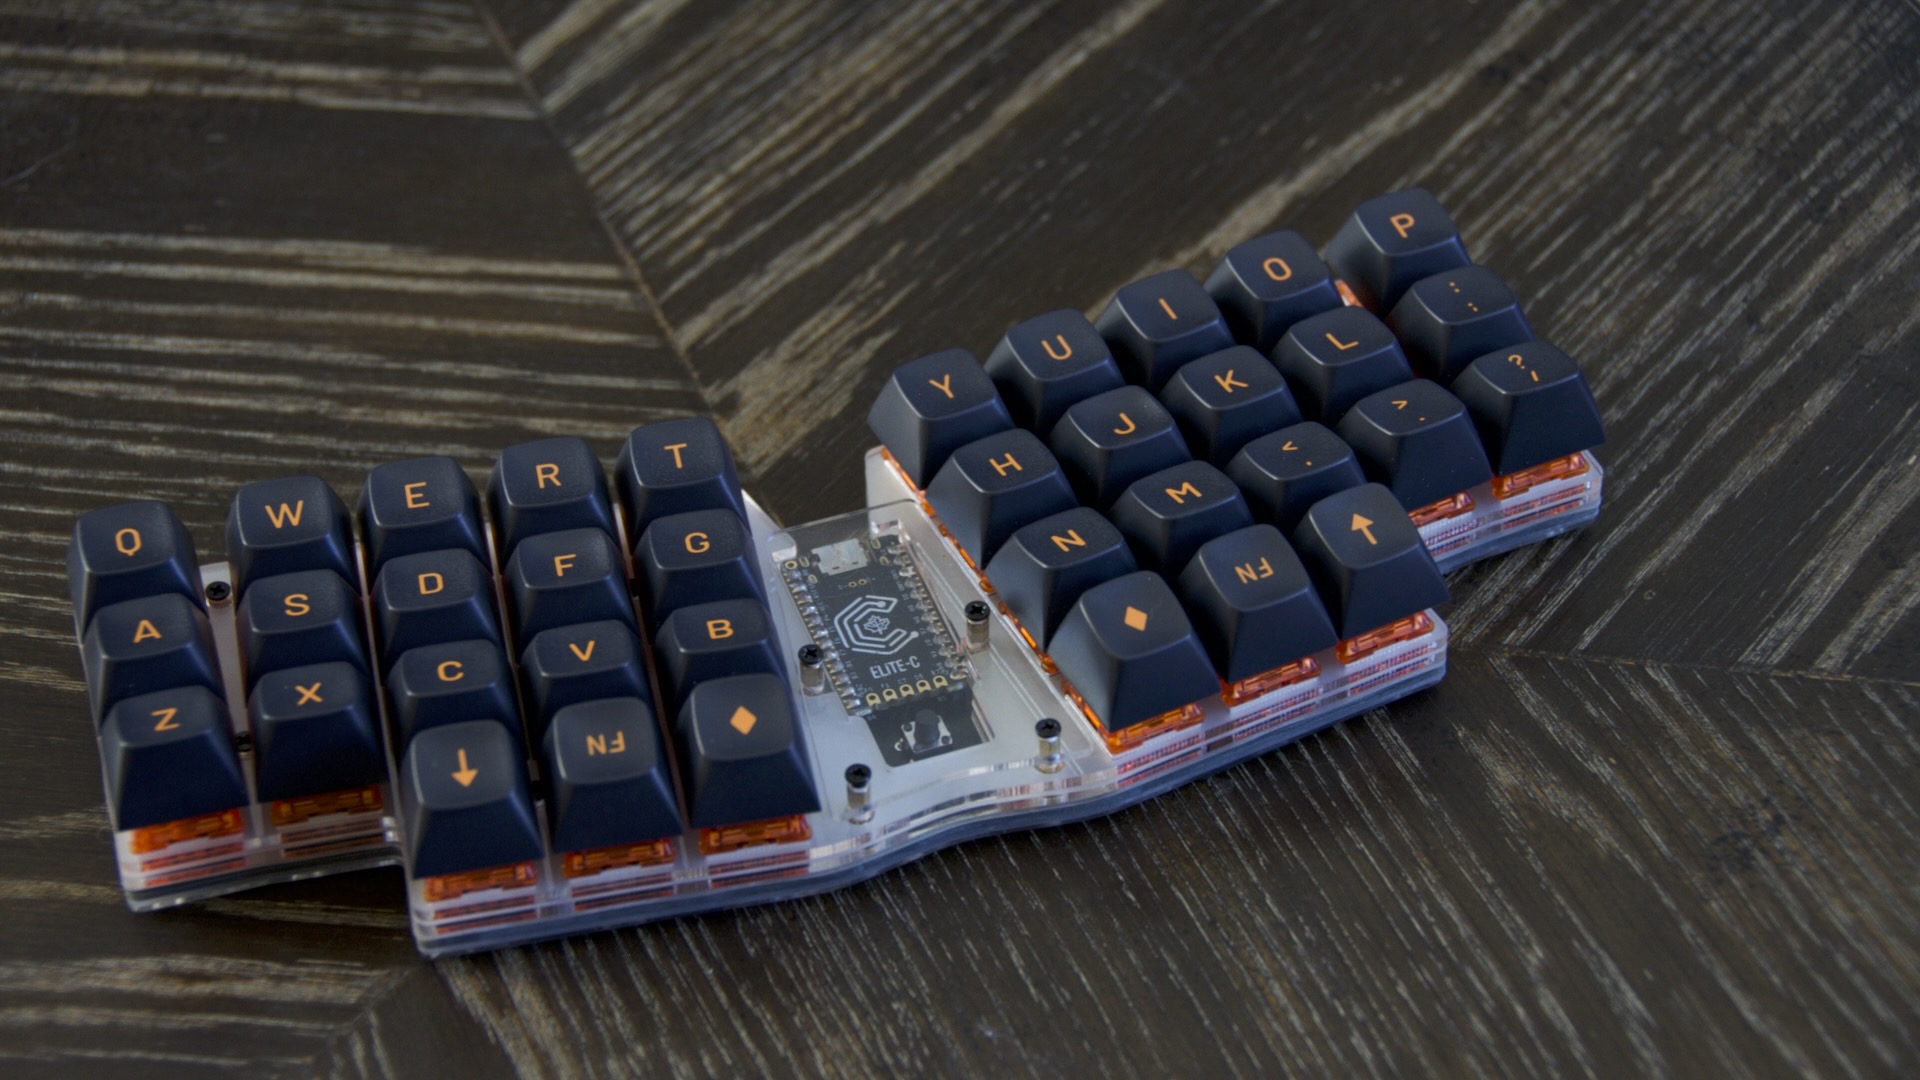 Q W E R T
A S D F G
Z X C V B
↓ FN ◆
Y U I O P
H J K L : ;
N M < , > . ? /
◆ FN ↑
ELITE-C